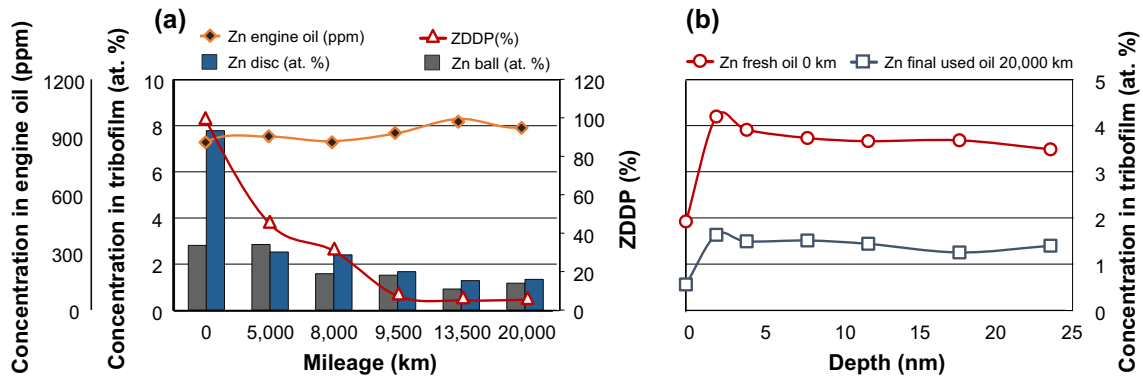 (a)
Zn engine oil (ppm)
ZDDP(%)
Zn disc (at. %)
Zn ball (at. %)
Concentration in engine oil (ppm)
1200
900
600
300
0
Concentration in tribofilm (at. %)
10
8
6
4
2
0
120
100
80
60
40
20
0
ZDDP (%)
0 5,000 8,000 9,500 13,500 20,000
Mileage (km)
(b)
Zn fresh oil 0 km
Zn final used oil 20,000 km
5
4
3
2
1
0
Concentration in tribofilm (at. %)
0 5 10 15 20 25
Depth (nm)